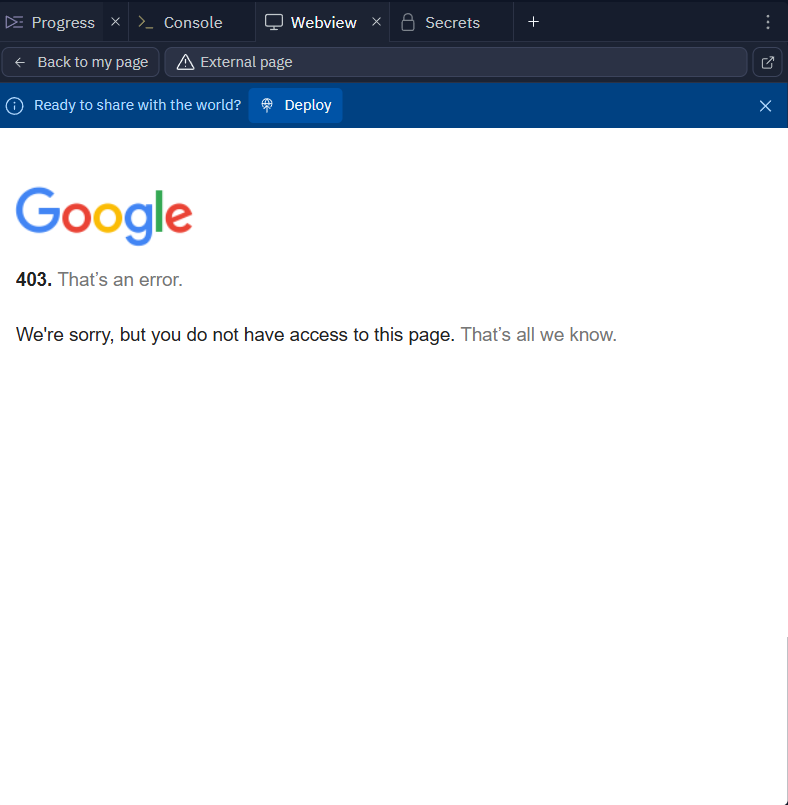 Progress Console Webview Secrets
Back to my page External page
Ready to share with the world? Deploy
Google
403. That’s an error.
We're sorry, but you do not have access to this page. That’s all we know.